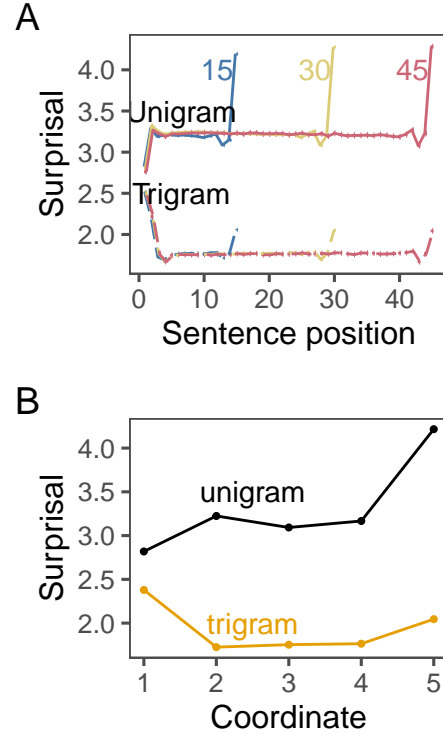 A
4.0
3.5
3.0
2.5
2.0
Surprisal
15 30 45
Unigram
Trigram
0 10 20 30 40
Sentence position
B
4.0
3.5
3.0
2.5
2.0
Surprisal
unigram
trigram
1 2 3 4 5
Coordinate